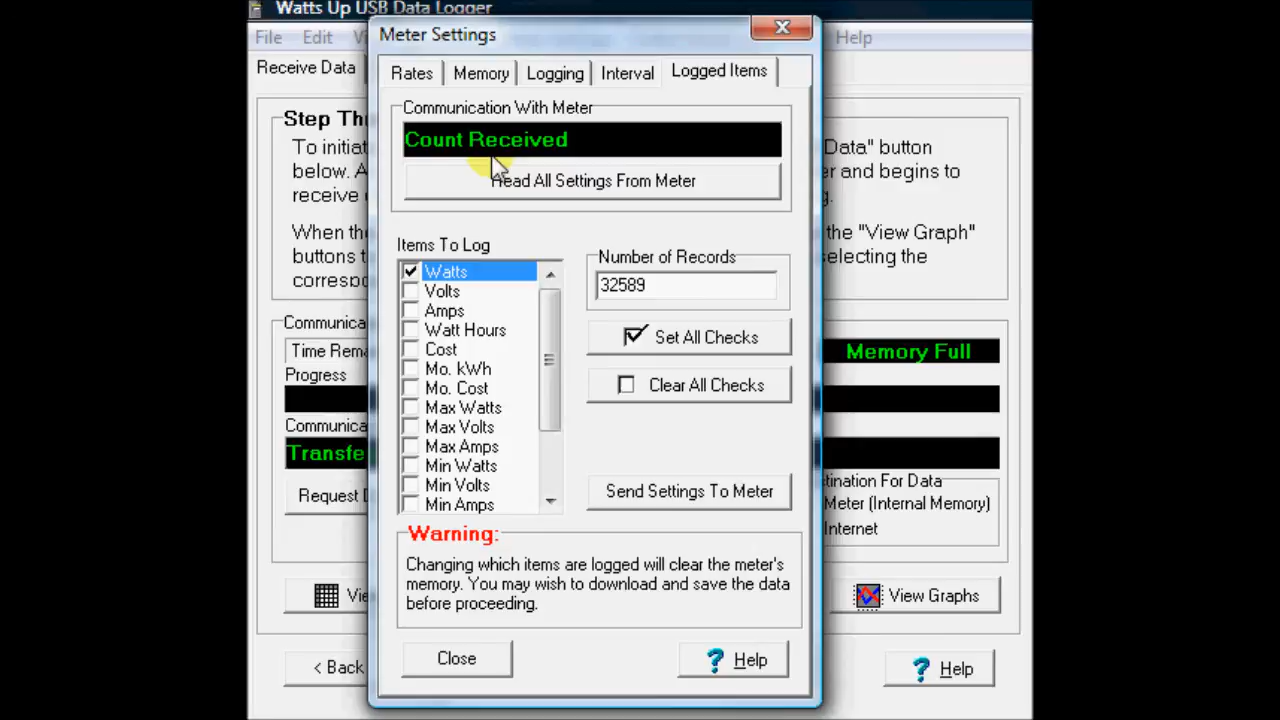 Watts Up USB Data Logger
File Edit V Help
Meter Settings
Receive Data
Rates Memory Logging Interval Logged Items
Communication With Meter
Count Received
Read All Settings From Meter
Step Th
To initiat
below. A
receive
When the
buttons t
corresp
Data" button
er and begins to
g.
the "View Graph"
selecting the
Items To Log
Watts
Volts
Amps
Watt Hours
Cost
Mo. kWh
Mo. Cost
Max Watts
Max Volts
Max Amps
Min Watts
Min Volts
Min Amps
Number of Records
32589
Set All Checks
Clear All Checks
Send Settings To Meter
Communica
Time Rema
Progress
Memory Full
Communica
Transfe
Request D
tination For Data
Meter (Internal Memory)
Internet
Warning:
Changing which items are logged will clear the meter's
memory. You may wish to download and save the data
before proceeding.
Vie
View Graphs
Close
Help
< Back
Help